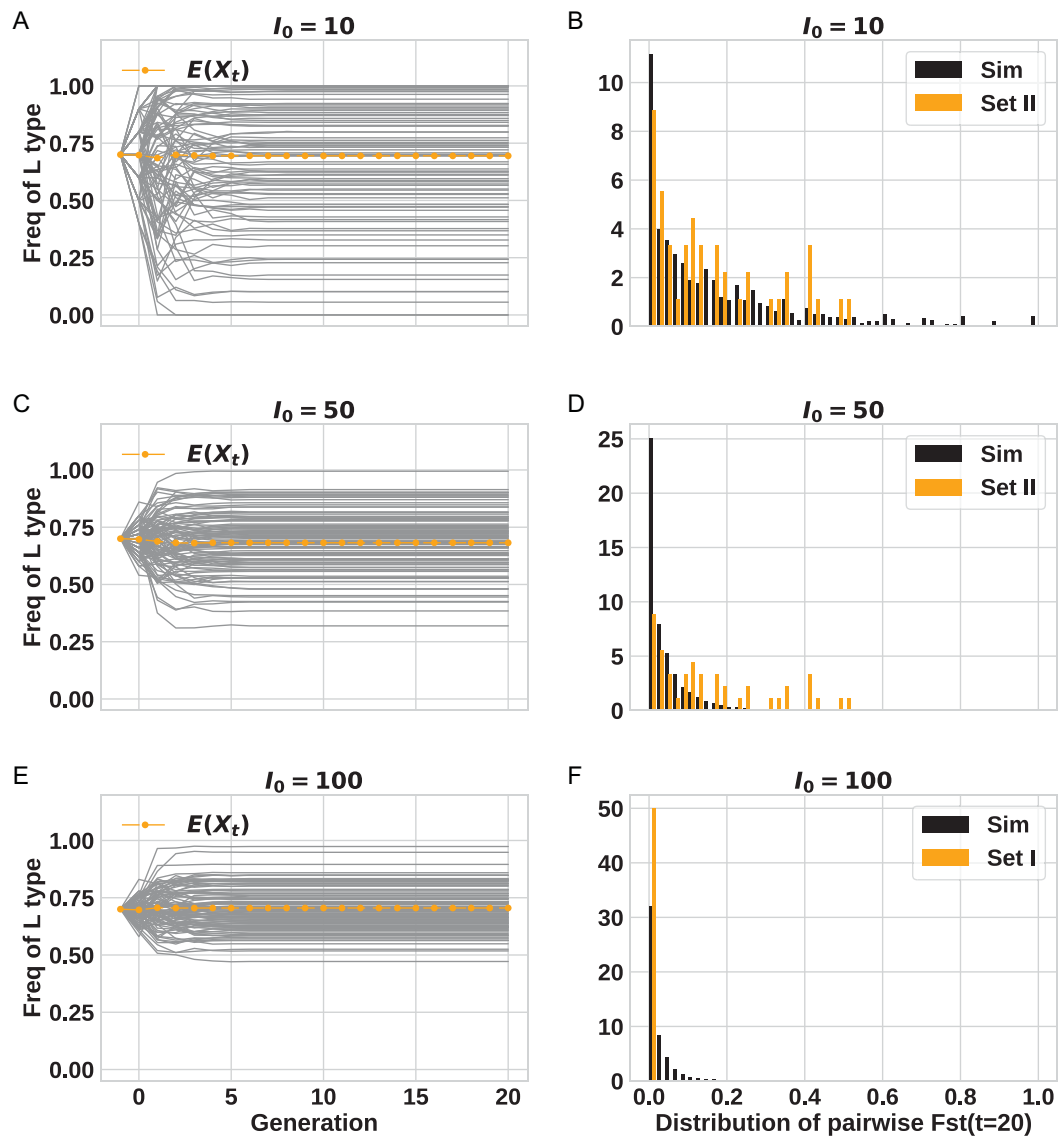 A
I₀ = 10
E(Xₜ)
1.00
0.75
0.50
0.25
0.00
Freq of L type
B
I₀ = 10
Sim
Set II
10
8
6
4
2
0
C
I₀ = 50
E(Xₜ)
1.00
0.75
0.50
0.25
0.00
Freq of L type
D
I₀ = 50
Sim
Set II
25
20
15
10
5
0
E
I₀ = 100
E(Xₜ)
1.00
0.75
0.50
0.25
0.00
Freq of L type
0 5 10 15 20
Generation
F
I₀ = 100
Sim
Set I
50
40
30
20
10
0
0.0 0.2 0.4 0.6 0.8 1.0
Distribution of pairwise Fst(t=20)